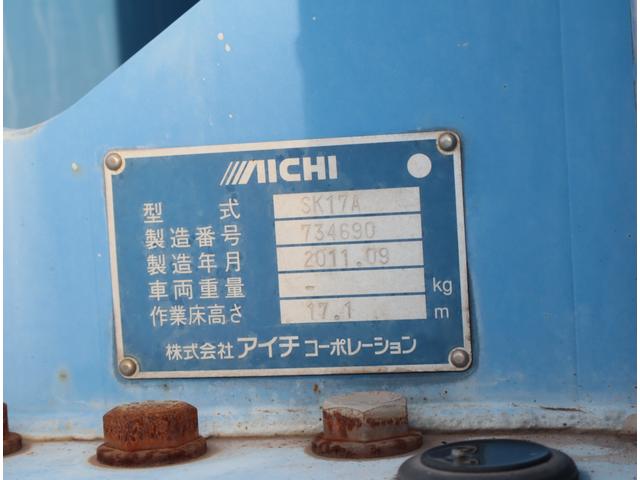 AICHI
型 式 SK17A
製造番号 734690
製造年月 2011.09
車両重量 - kg
作業床高さ 17.1 m
株式会社 アイチ コーポレーション